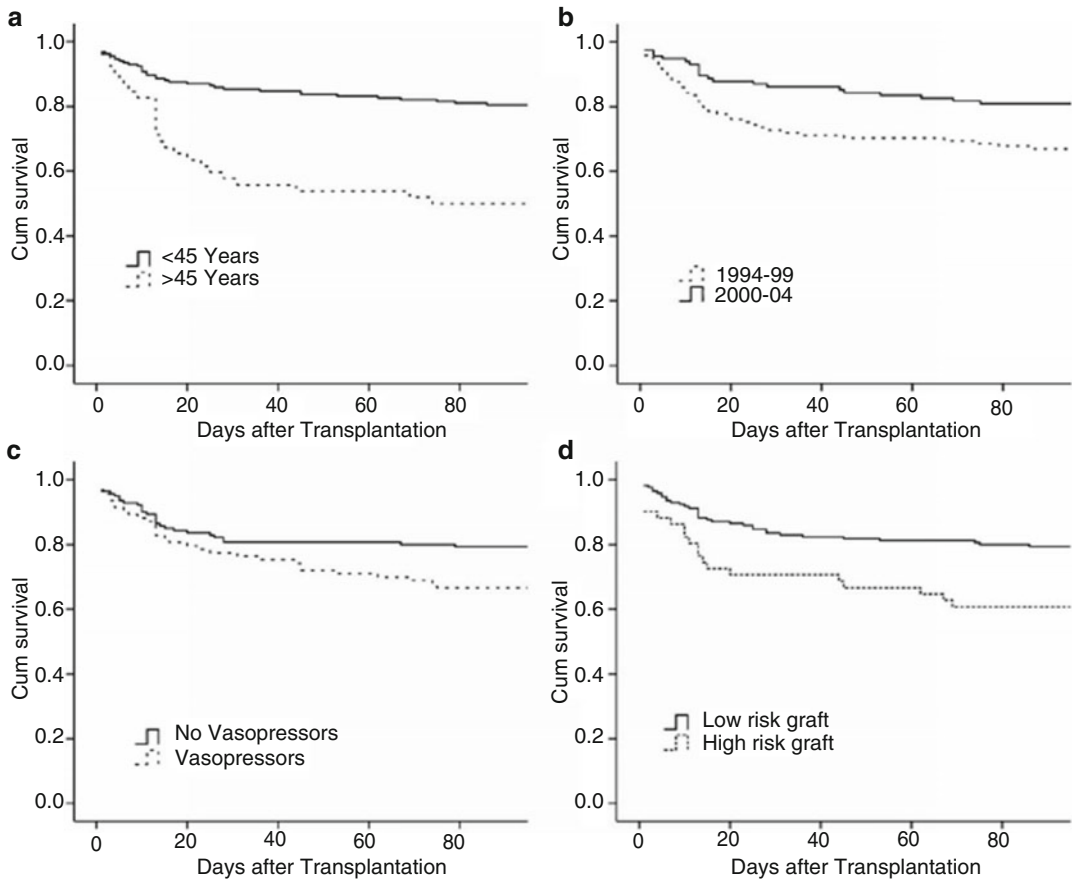 a
1.0
0.8
0.6
0.4
0.2
0.0
Cum survival
<45 Years
>45 Years
0 20 40 60 80
Days after Transplantation
b
1.0
0.8
0.6
0.4
0.2
0.0
Cum survival
1994-99
2000-04
0 20 40 60 80
Days after Transplantation
c
1.0
0.8
0.6
0.4
0.2
0.0
Cum survival
No Vasopressors
Vasopressors
0 20 40 60 80
Days after Transplantation
d
1.0
0.8
0.6
0.4
0.2
0.0
Cum survival
Low risk graft
High risk graft
0 20 40 60 80
Days after Transplantation